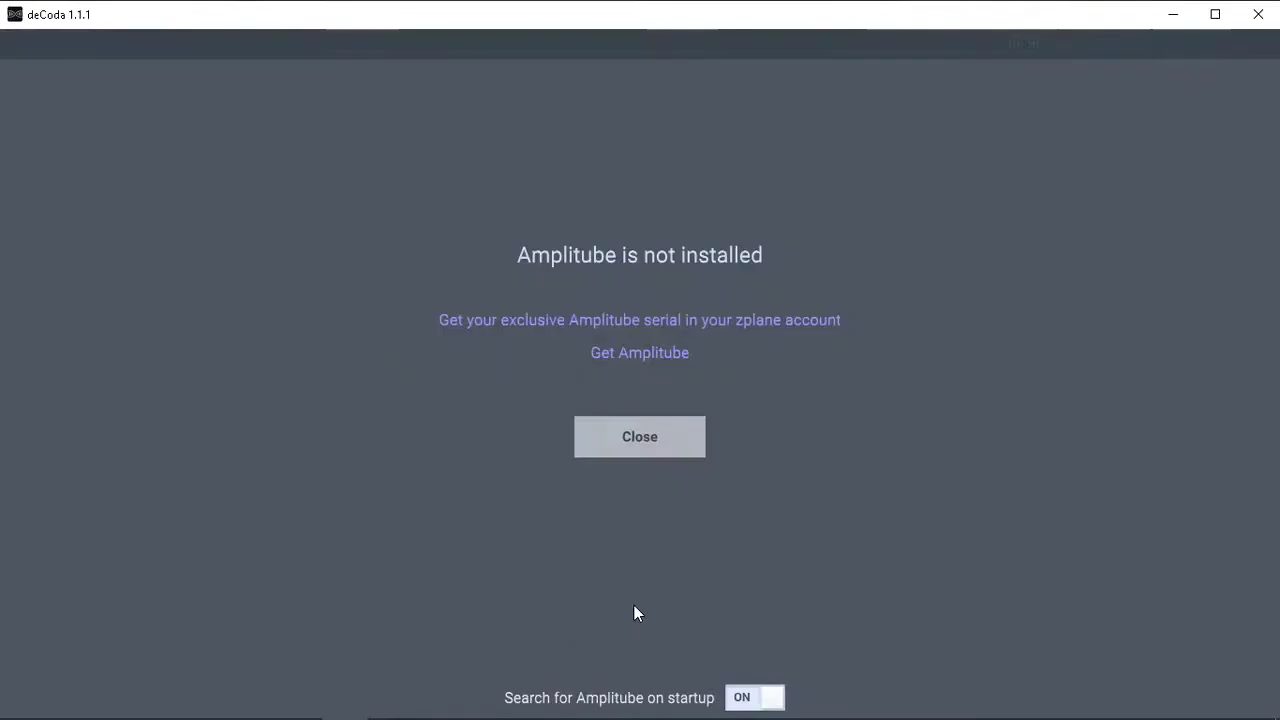 deCoda 1.1.1
Amplitube is not installed
Get your exclusive Amplitube serial in your zplane account
Get Amplitube
Close
Search for Amplitube on startup ON